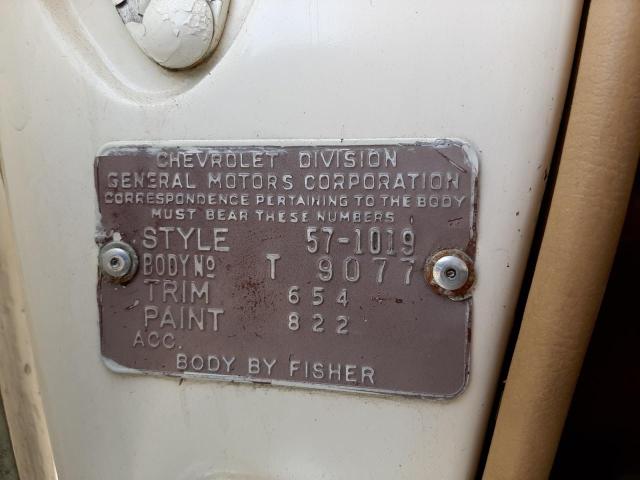 CHEVROLET DIVISION
GENERAL MOTORS CORPORATION
CORRESPONDENCE PERTAINING TO THE BODY
MUST BEAR THESE NUMBERS
STYLE 57-1019
BODY NO T 9077
TRIM 654
PAINT 822
ACC.
BODY BY FISHER